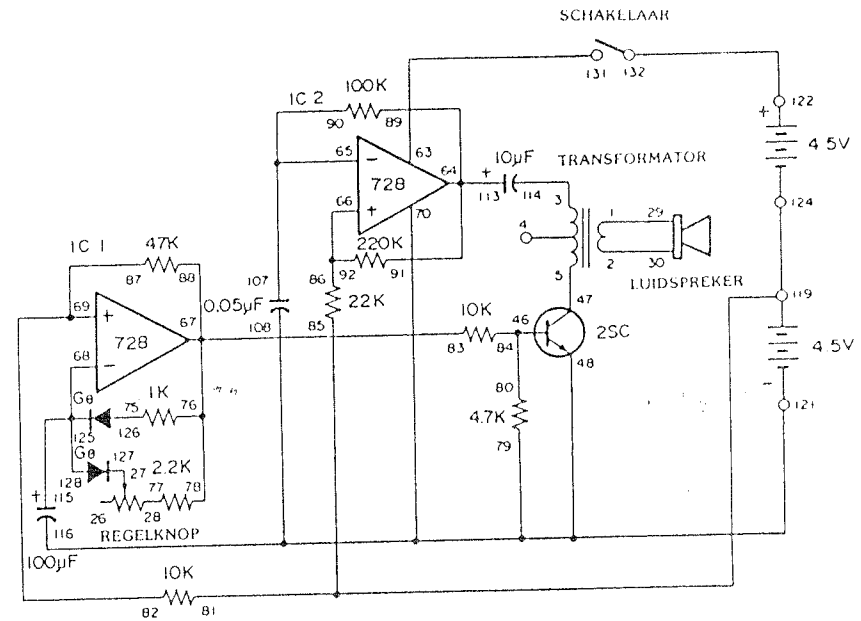 SCHAKELAAR
131 132
+ 122
4.5V
124
IC 2
100K
90 89
65 − 63
728
64
66 + 70
+ 10µF
113 114
TRANSFORMATOR
3
4
5
1 29
2 30
LUIDSPREKER
220K
92 91
86
22K
85
107
0.05µF
108
IC 1
47K
87 88
69 +
728
67
68 −
10K
83 84
46 47
2SC
48
119
4.5V
−
121
80
4.7K
79
Ge 1K
75 76
125 126
Ge
128 127
27 2.2K
77 78
26 28
REGELKNOP
+ 115
116
100µF
10K
82 81